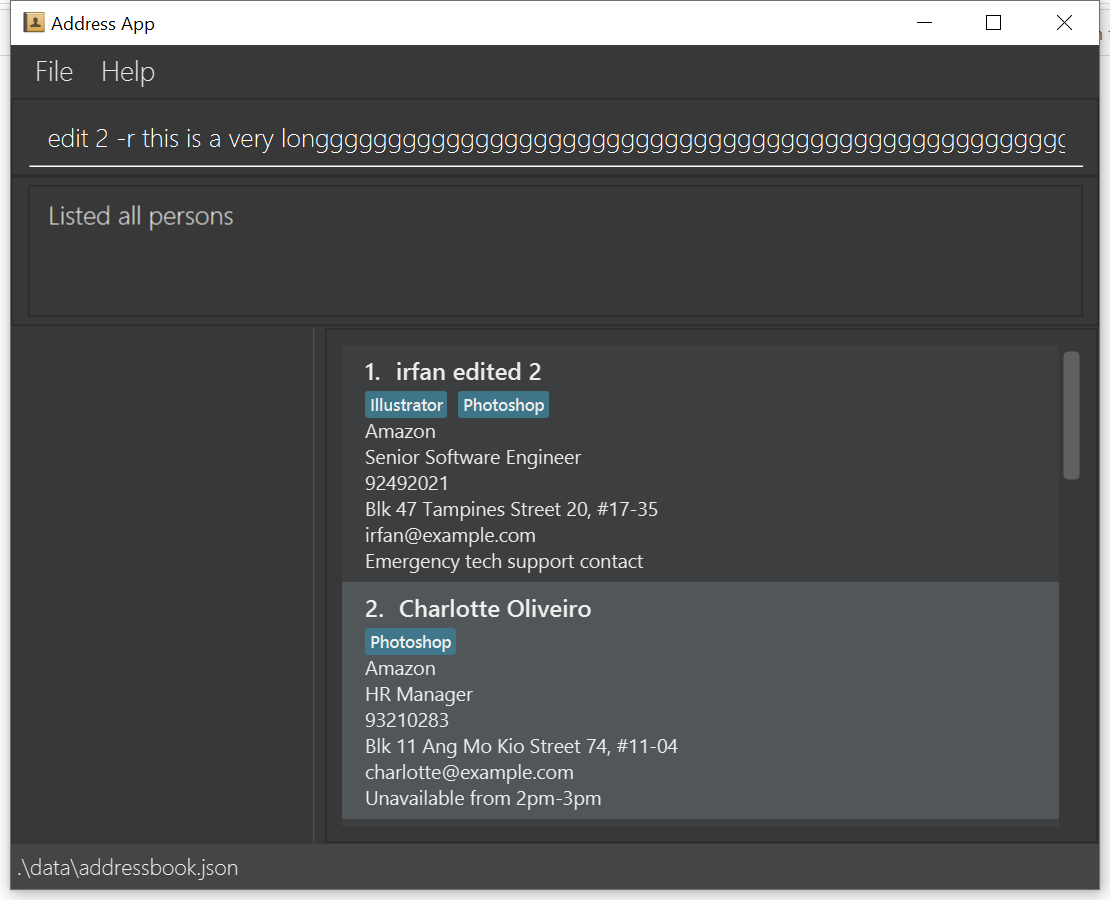 Address App
File Help
edit 2 -r this is a very longggggggggggggggggggggggggggggggggggggggggggggggggggg
Listed all persons
1. irfan edited 2
Illustrator Photoshop
Amazon
Senior Software Engineer
92492021
Blk 47 Tampines Street 20, #17-35
irfan@example.com
Emergency tech support contact
2. Charlotte Oliveiro
Photoshop
Amazon
HR Manager
93210283
Blk 11 Ang Mo Kio Street 74, #11-04
charlotte@example.com
Unavailable from 2pm-3pm
.\data\addressbook.json